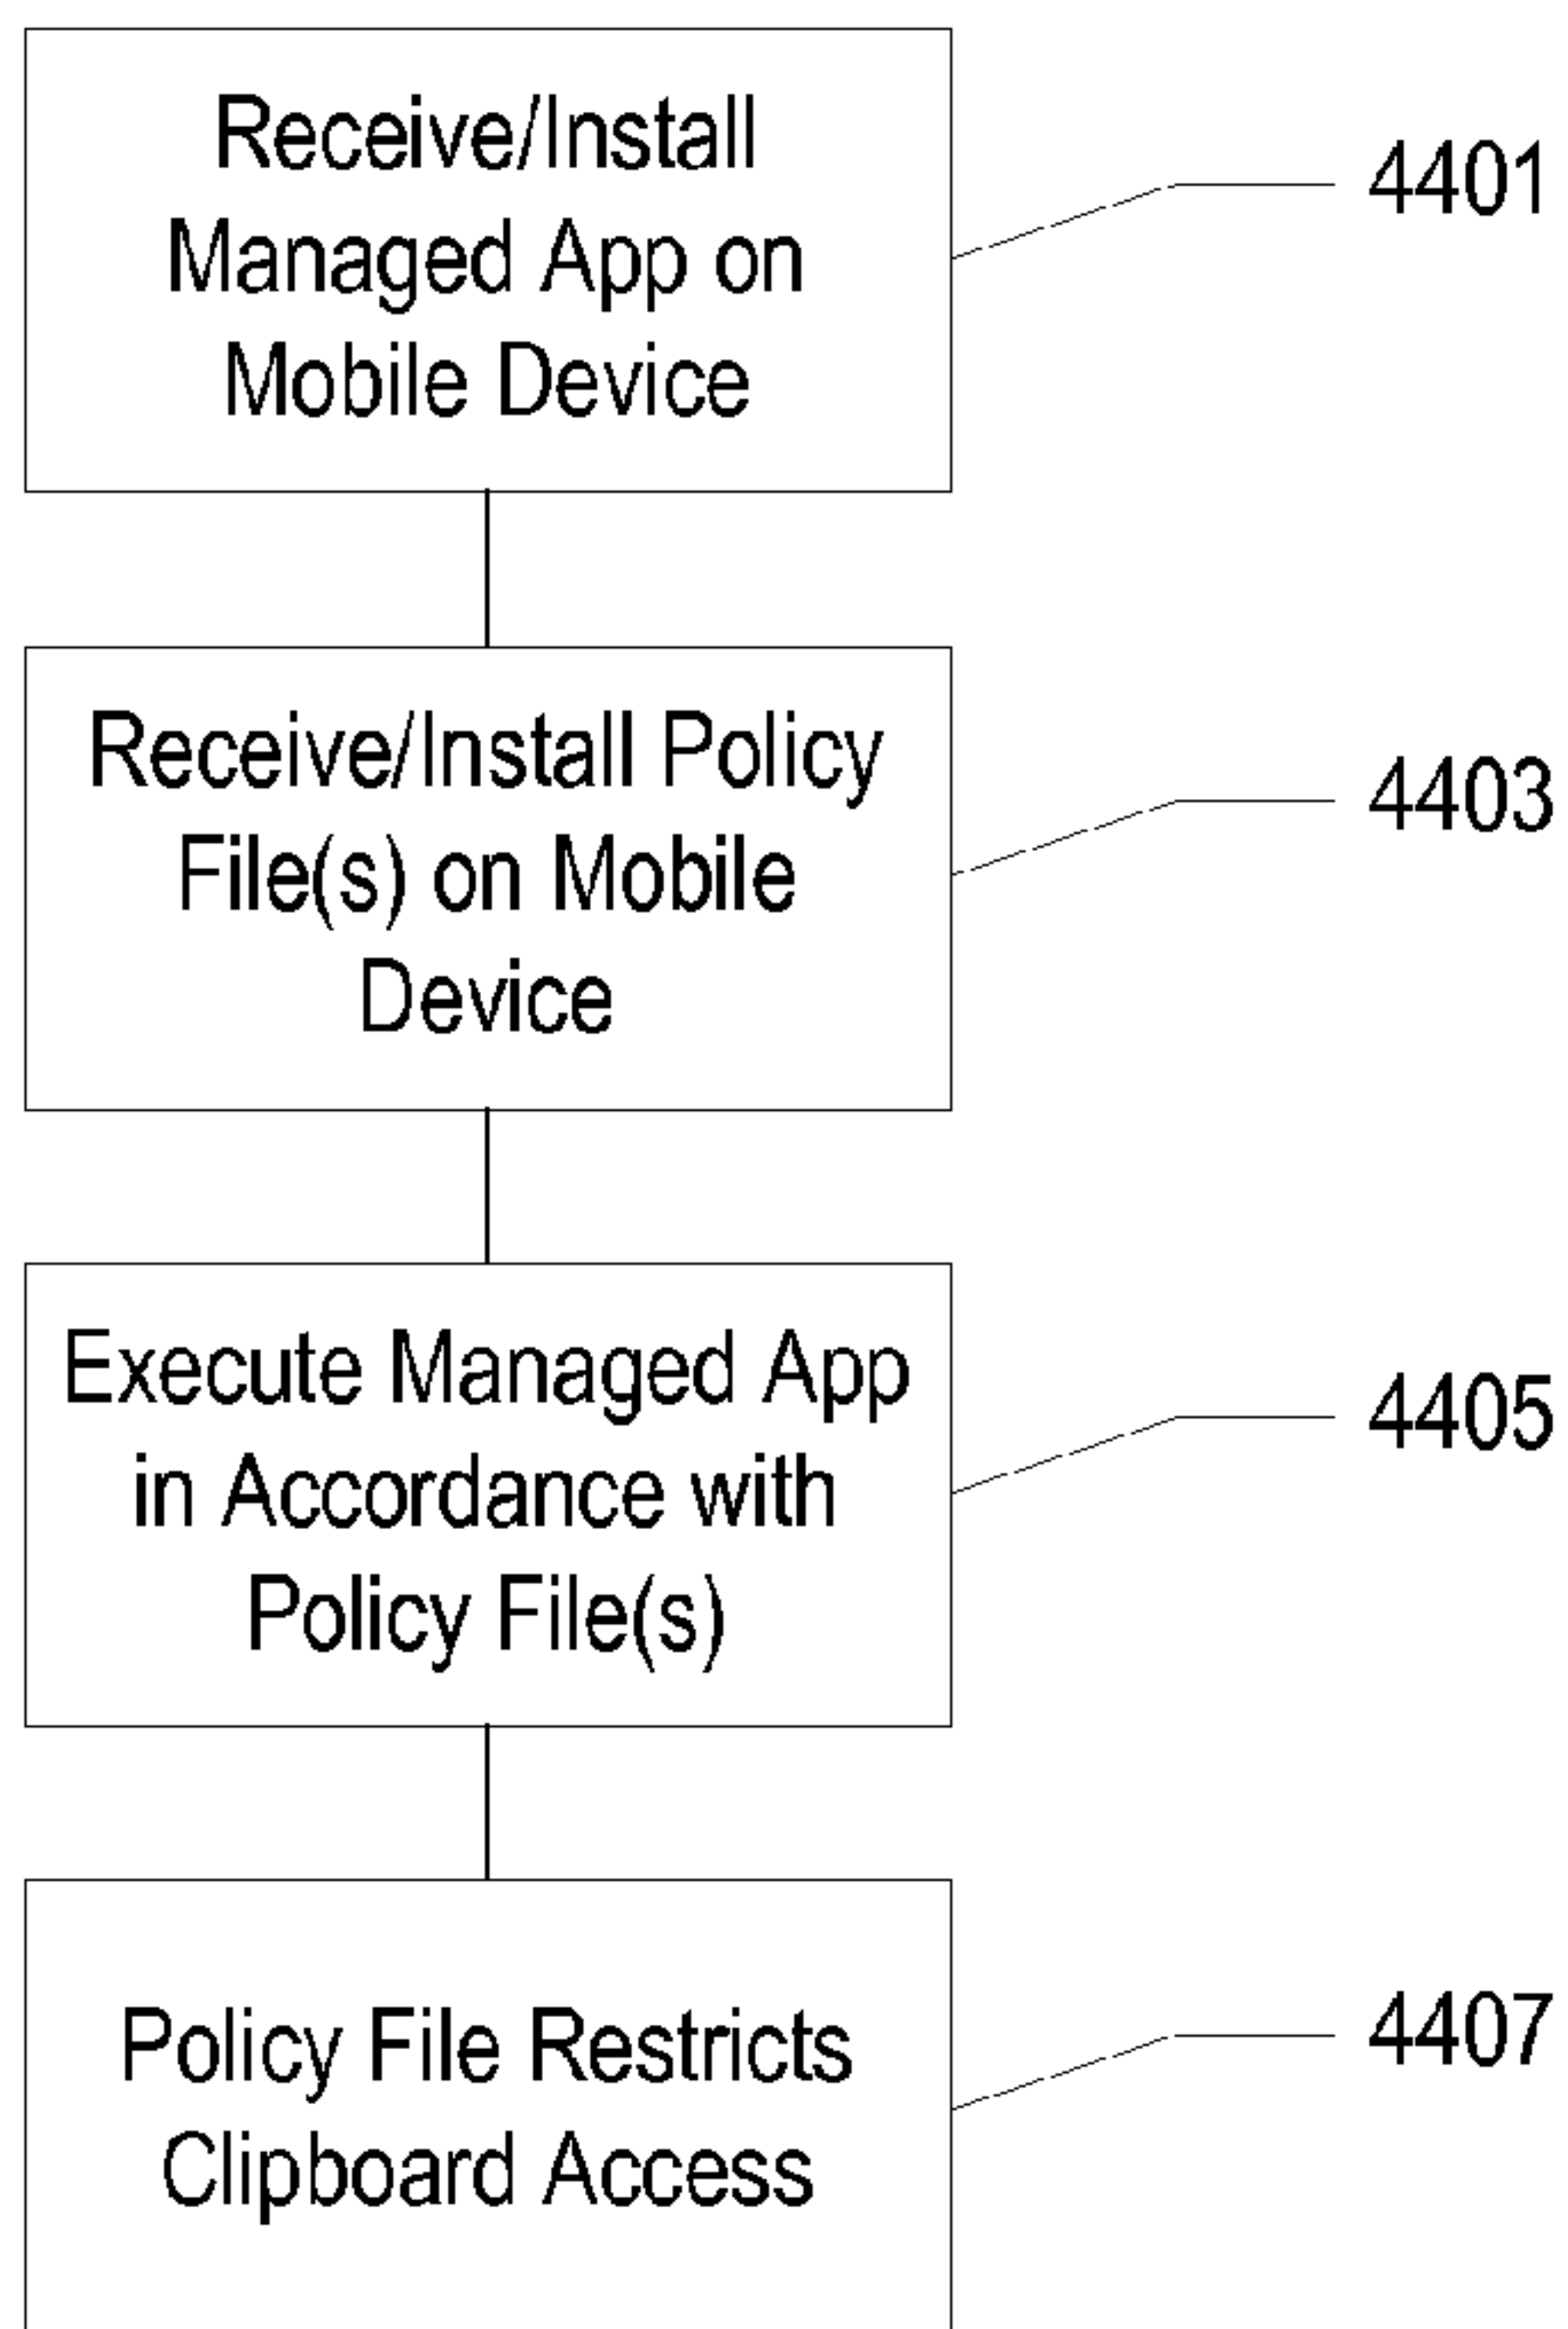 Receive/Install
Managed App on
Mobile Device
4401
Receive/Install Policy
File(s) on Mobile
Device
4403
Execute Managed App
in Accordance with
Policy File(s)
4405
Policy File Restricts
Clipboard Access
4407